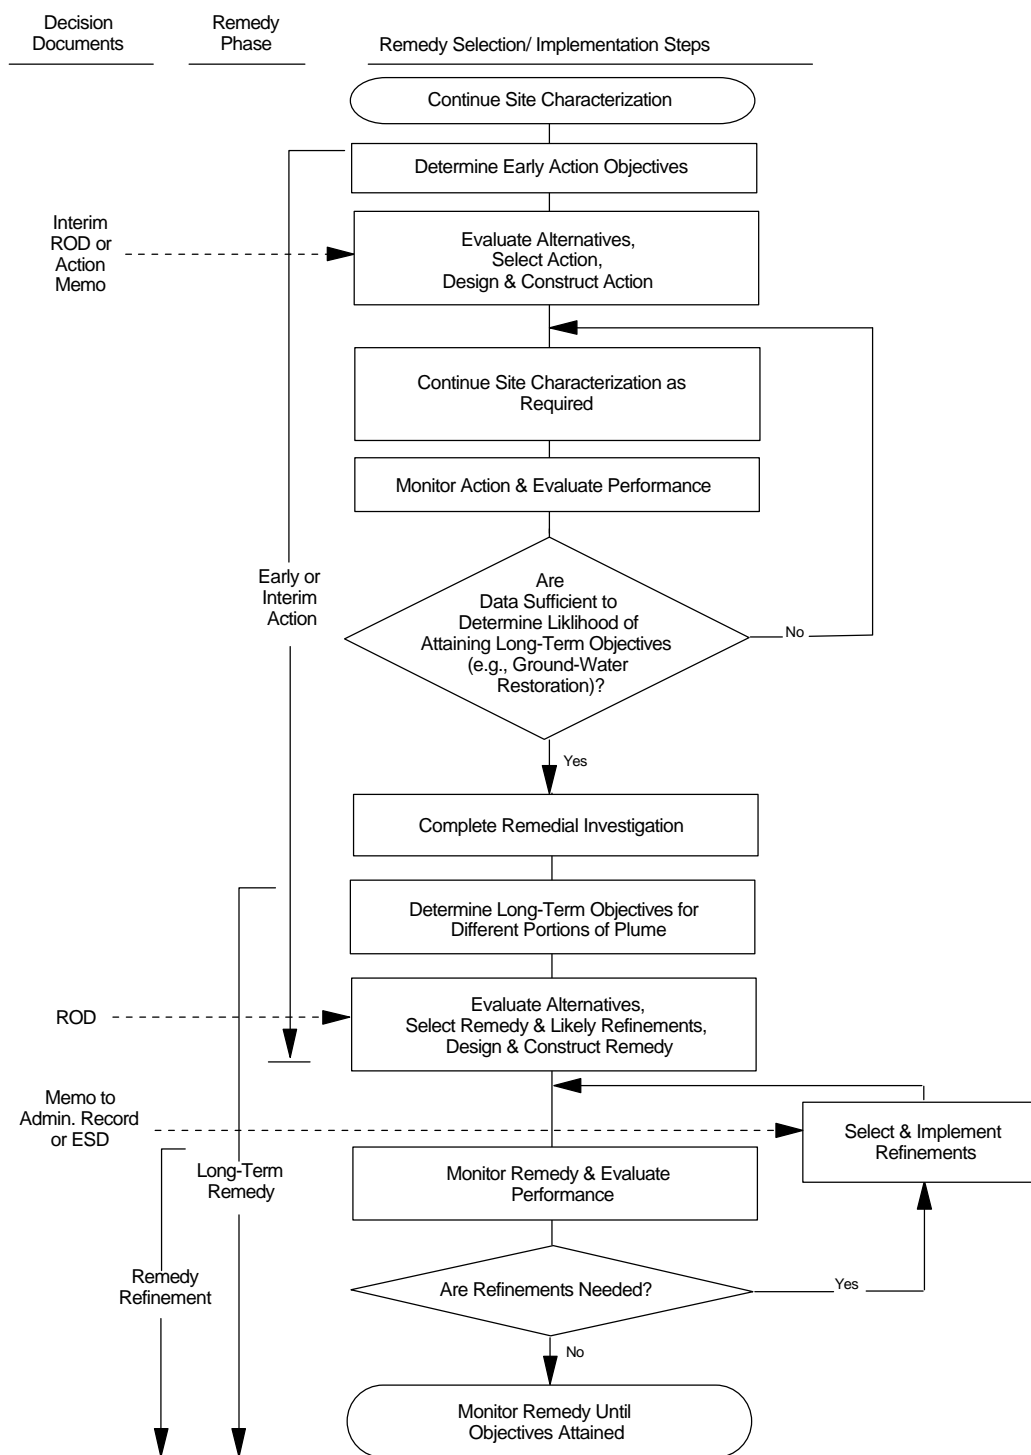 Decision
Documents
Remedy
Phase
Remedy Selection/ Implementation Steps
Continue Site Characterization
Determine Early Action Objectives
Interim
ROD or
Action
Memo
Evaluate Alternatives,
Select Action,
Design & Construct Action
Continue Site Characterization as
Required
Monitor Action & Evaluate Performance
Early or
Interim
Action
Are
Data Sufficient to
Determine Liklihood of
Attaining Long-Term Objectives
(e.g., Ground-Water
Restoration)?
No
Yes
Complete Remedial Investigation
Determine Long-Term Objectives for
Different Portions of Plume
ROD
Evaluate Alternatives,
Select Remedy & Likely Refinements,
Design & Construct Remedy
Memo to
Admin. Record
or ESD
Select & Implement
Refinements
Long-Term
Remedy
Monitor Remedy & Evaluate
Performance
Remedy
Refinement
Are Refinements Needed?
Yes
No
Monitor Remedy Until
Objectives Attained